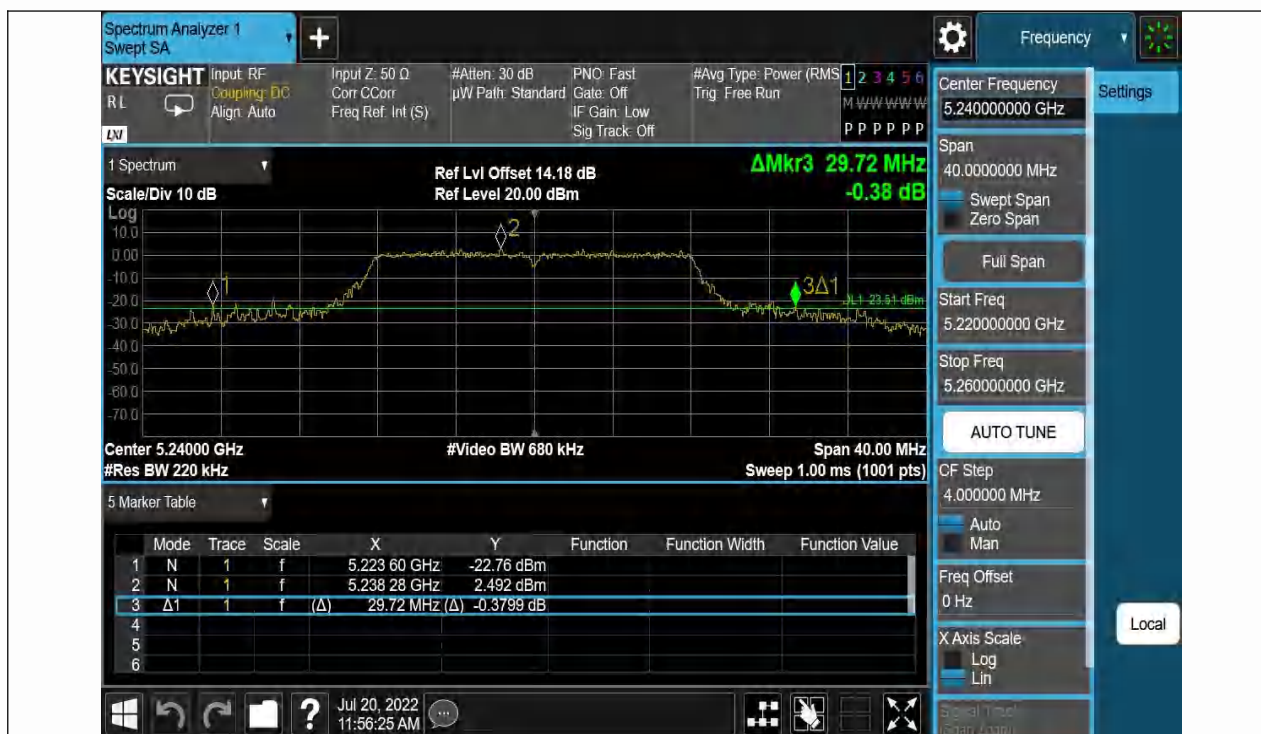 Spectrum Analyzer 1
Swept SA
Frequency
KEYSIGHT
RL
LXI
Input: RF
Coupling: DC
Align: Auto
Input Z: 50 Ω
Corr CCorr
Freq Ref: Int (S)
#Atten: 30 dB
µW Path: Standard
PNO: Fast
Gate: Off
IF Gain: Low
Sig Track: Off
#Avg Type: Power (RMS
Trig: Free Run
1 2 3 4 5 6
M W W W W W
P P P P P P
1 Spectrum
Scale/Div 10 dB
Ref Lvl Offset 14.18 dB
Ref Level 20.00 dBm
ΔMkr3 29.72 MHz
-0.38 dB
Log
10.0
0.00
-10.0
-20.0
-30.0
-40.0
-50.0
-60.0
-70.0
1
2
3Δ1
DL1 -23.51 dBm
Center 5.24000 GHz
#Video BW 680 kHz
Span 40.00 MHz
#Res BW 220 kHz
Sweep 1.00 ms (1001 pts)
5 Marker Table
Mode Trace Scale X Y Function Function Width Function Value
1 N 1 f 5.223 60 GHz -22.76 dBm
2 N 1 f 5.238 28 GHz 2.492 dBm
3 Δ1 1 f (Δ) 29.72 MHz (Δ) -0.3799 dB
4
5
6
?
Jul 20, 2022
11:56:25 AM
Center Frequency
5.240000000 GHz
Settings
Span
40.0000000 MHz
Swept Span
Zero Span
Full Span
Start Freq
5.220000000 GHz
Stop Freq
5.260000000 GHz
AUTO TUNE
CF Step
4.000000 MHz
Auto
Man
Freq Offset
0 Hz
X Axis Scale
Log
Lin
Local